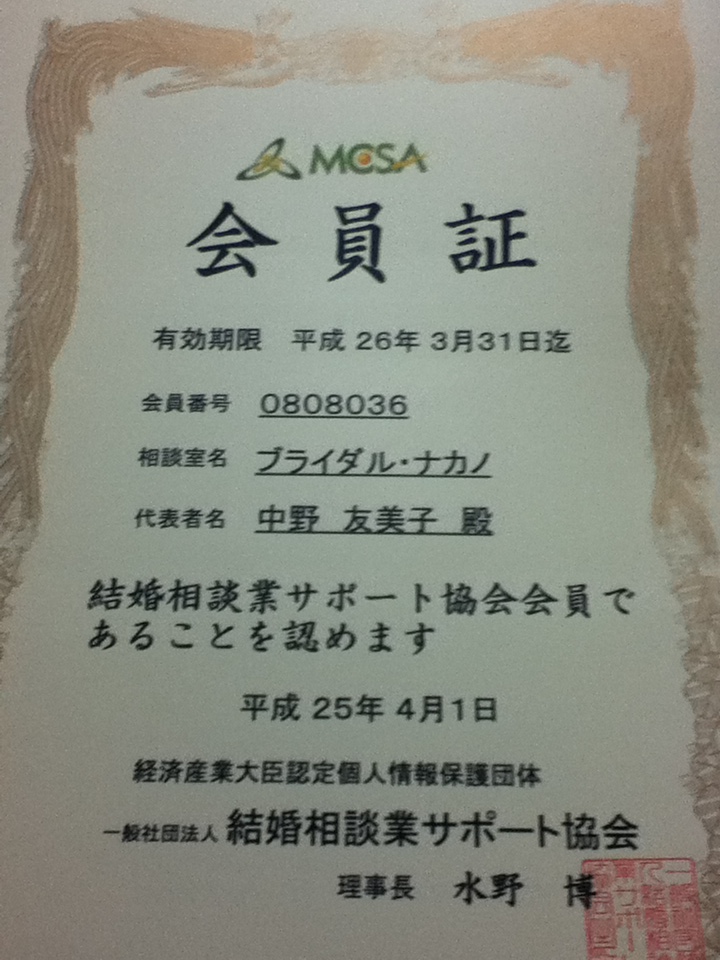 MCSA
会員証
有効期限　平成 26年 3月31日迄
会員番号　0808036
相談室名　ブライダル・ナカノ
代表者名　中野　友美子　殿
結婚相談業サポート協会会員で
あることを認めます
平成 25年 4月1日
経済産業大臣認定個人情報保護団体
一般社団法人 結婚相談業サポート協会
理事長　水野　博